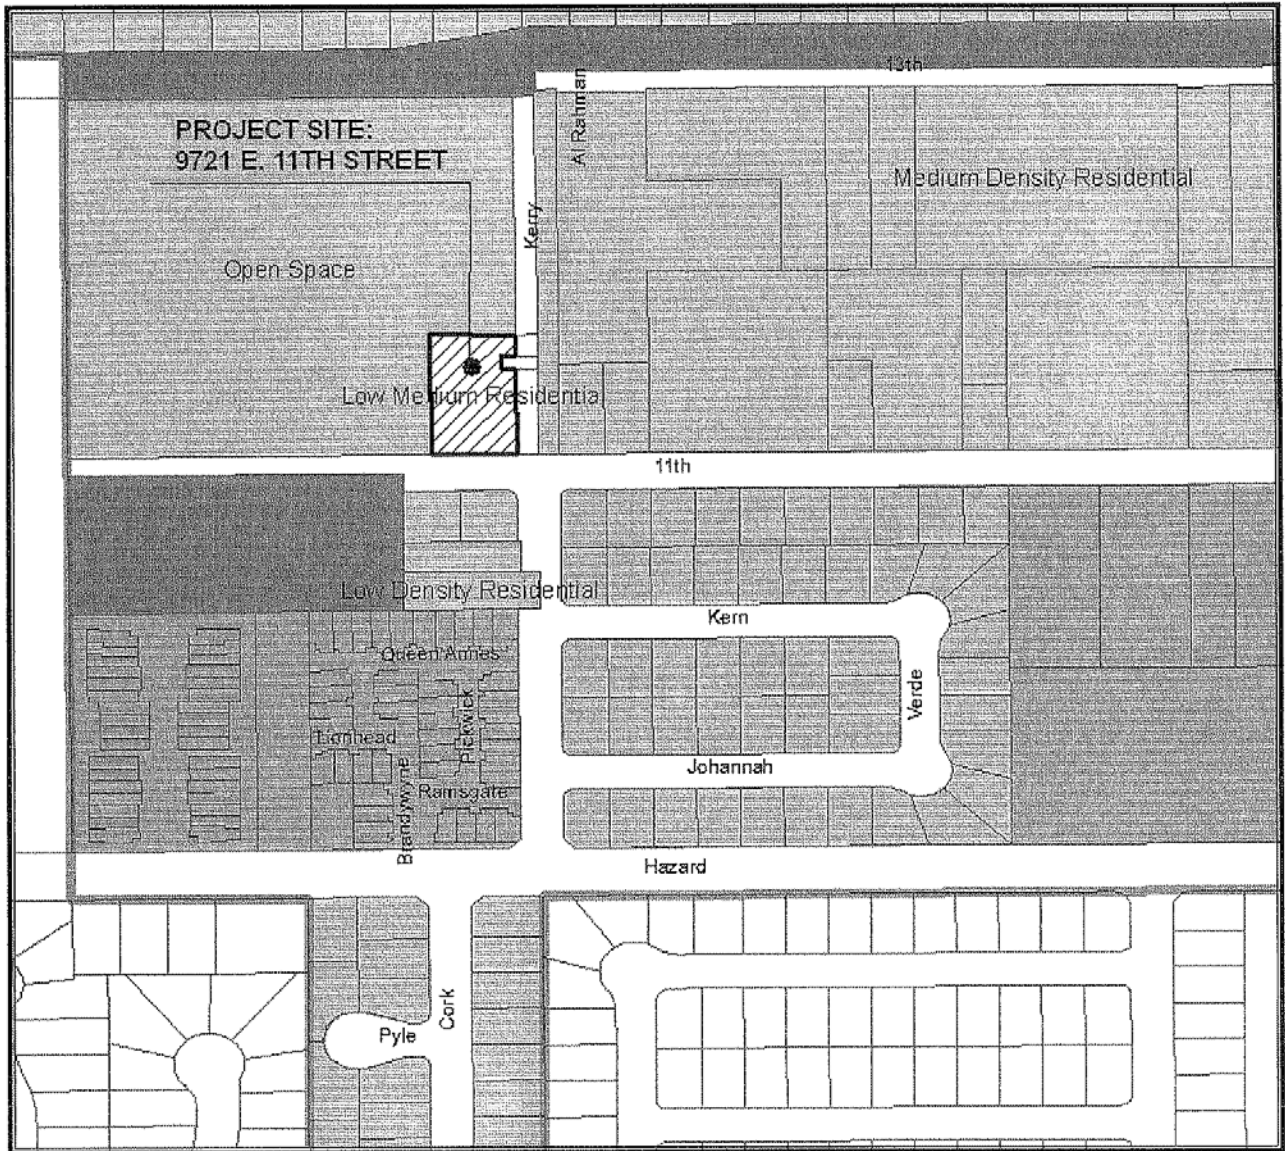 13th
Al Rahman
PROJECT SITE:
9721 E. 11TH STREET
Medium Density Residential
Kerry
Open Space
Low Medium Residential
11th
Low Density Residential
Kern
Queen Annes
Verde
Pickwick
Lionhead
Johannah
Ramsgate
Brandywyne
Hazard
Cork
Pyle